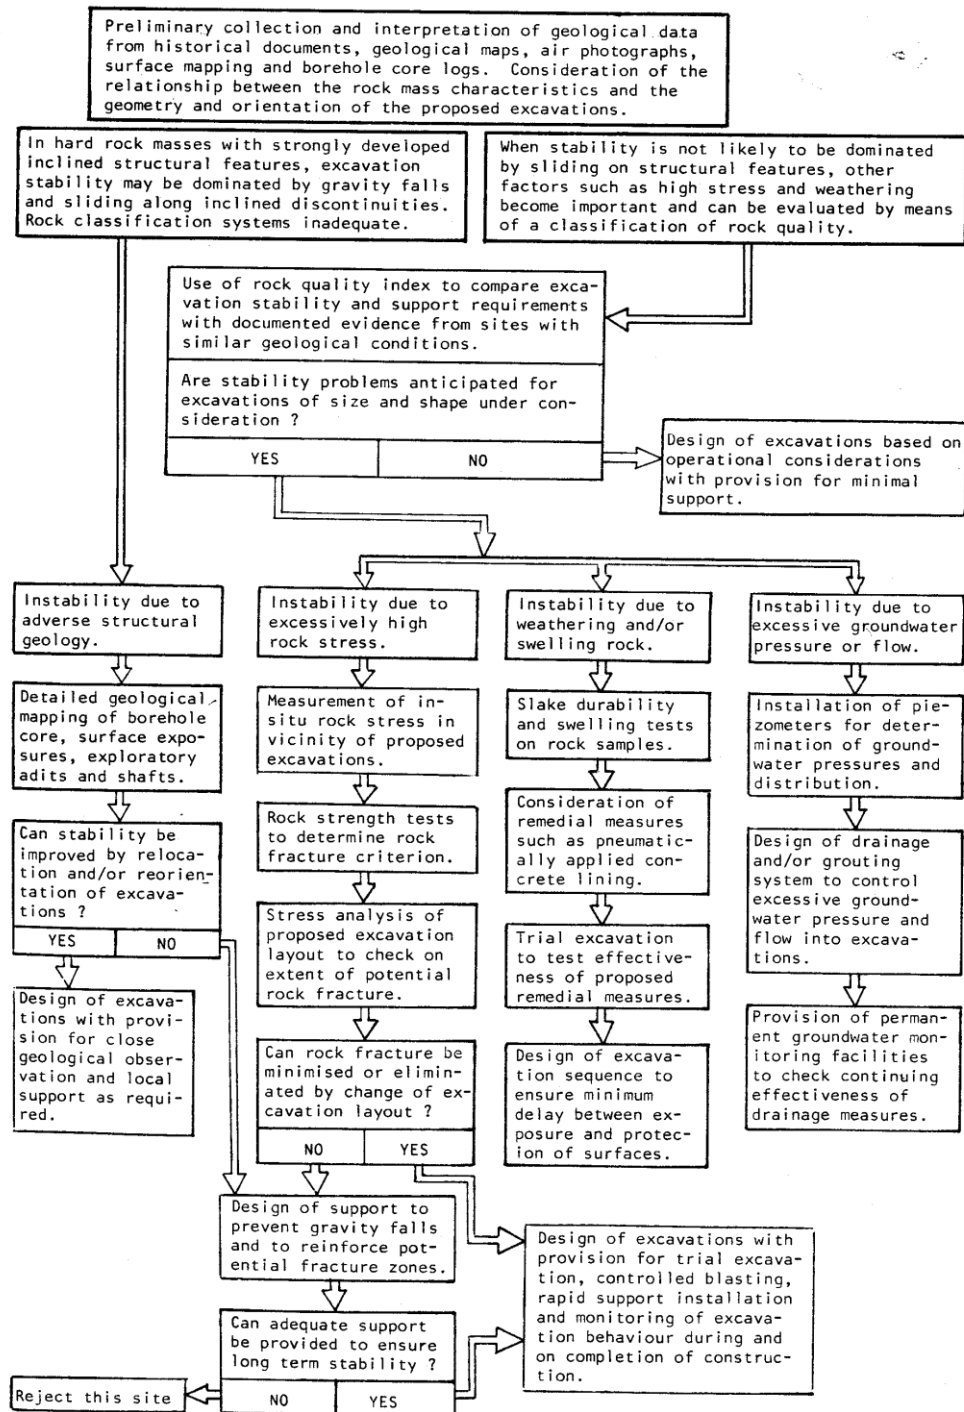 Preliminary collection and interpretation of geological data
from historical documents, geological maps, air photographs,
surface mapping and borehole core logs. Consideration of the
relationship between the rock mass characteristics and the
geometry and orientation of the proposed excavations.
In hard rock masses with strongly developed
inclined structural features, excavation
stability may be dominated by gravity falls
and sliding along inclined discontinuities.
Rock classification systems inadequate.
When stability is not likely to be dominated
by sliding on structural features, other
factors such as high stress and weathering
become important and can be evaluated by means
of a classification of rock quality.
Use of rock quality index to compare exca-
vation stability and support requirements
with documented evidence from sites with
similar geological conditions.
Are stability problems anticipated for
excavations of size and shape under con-
sideration ?
YES
NO
Design of excavations based on
operational considerations
with provision for minimal
support.
Instability due to
adverse structural
geology.
Detailed geological
mapping of borehole
core, surface expo-
sures, exploratory
adits and shafts.
Can stability be
improved by reloca-
tion and/or reorien-
tation of excava-
tions ?
YES
NO
Design of excava-
tions with provi-
sion for close
geological obser-
vation and local
support as requi-
red.
Instability due to
excessively high
rock stress.
Measurement of in-
situ rock stress in
vicinity of proposed
excavations.
Rock strength tests
to determine rock
fracture criterion.
Stress analysis of
proposed excavation
layout to check on
extent of potential
rock fracture.
Can rock fracture be
minimised or elimin-
ated by change of ex-
cavation layout ?
NO
YES
Instability due to
weathering and/or
swelling rock.
Slake durability
and swelling tests
on rock samples.
Consideration of
remedial measures
such as pneumatic-
ally applied con-
crete lining.
Trial excavation
to test effective-
ness of proposed
remedial measures.
Design of excava-
tion sequence to
ensure minimum
delay between ex-
posure and protec-
ion of surfaces.
Instability due to
excessive groundwater
pressure or flow.
Installation of pie-
zometers for deter-
mination of ground-
water pressures and
distribution.
Design of drainage
and/or grouting
system to control
excessive ground-
water pressure and
flow into excava-
tions.
Provision of perman-
ent groundwater mon-
itoring facilities
to check continuing
effectiveness of
drainage measures.
Design of support to
prevent gravity falls
and to reinforce pot-
ential fracture zones.
Can adequate support
be provided to ensure
long term stability ?
NO
YES
Reject this site
Design of excavations with
provision for trial excava-
tion, controlled blasting,
rapid support installation
and monitoring of excava-
tion behaviour during and
on completion of construc-
tion.